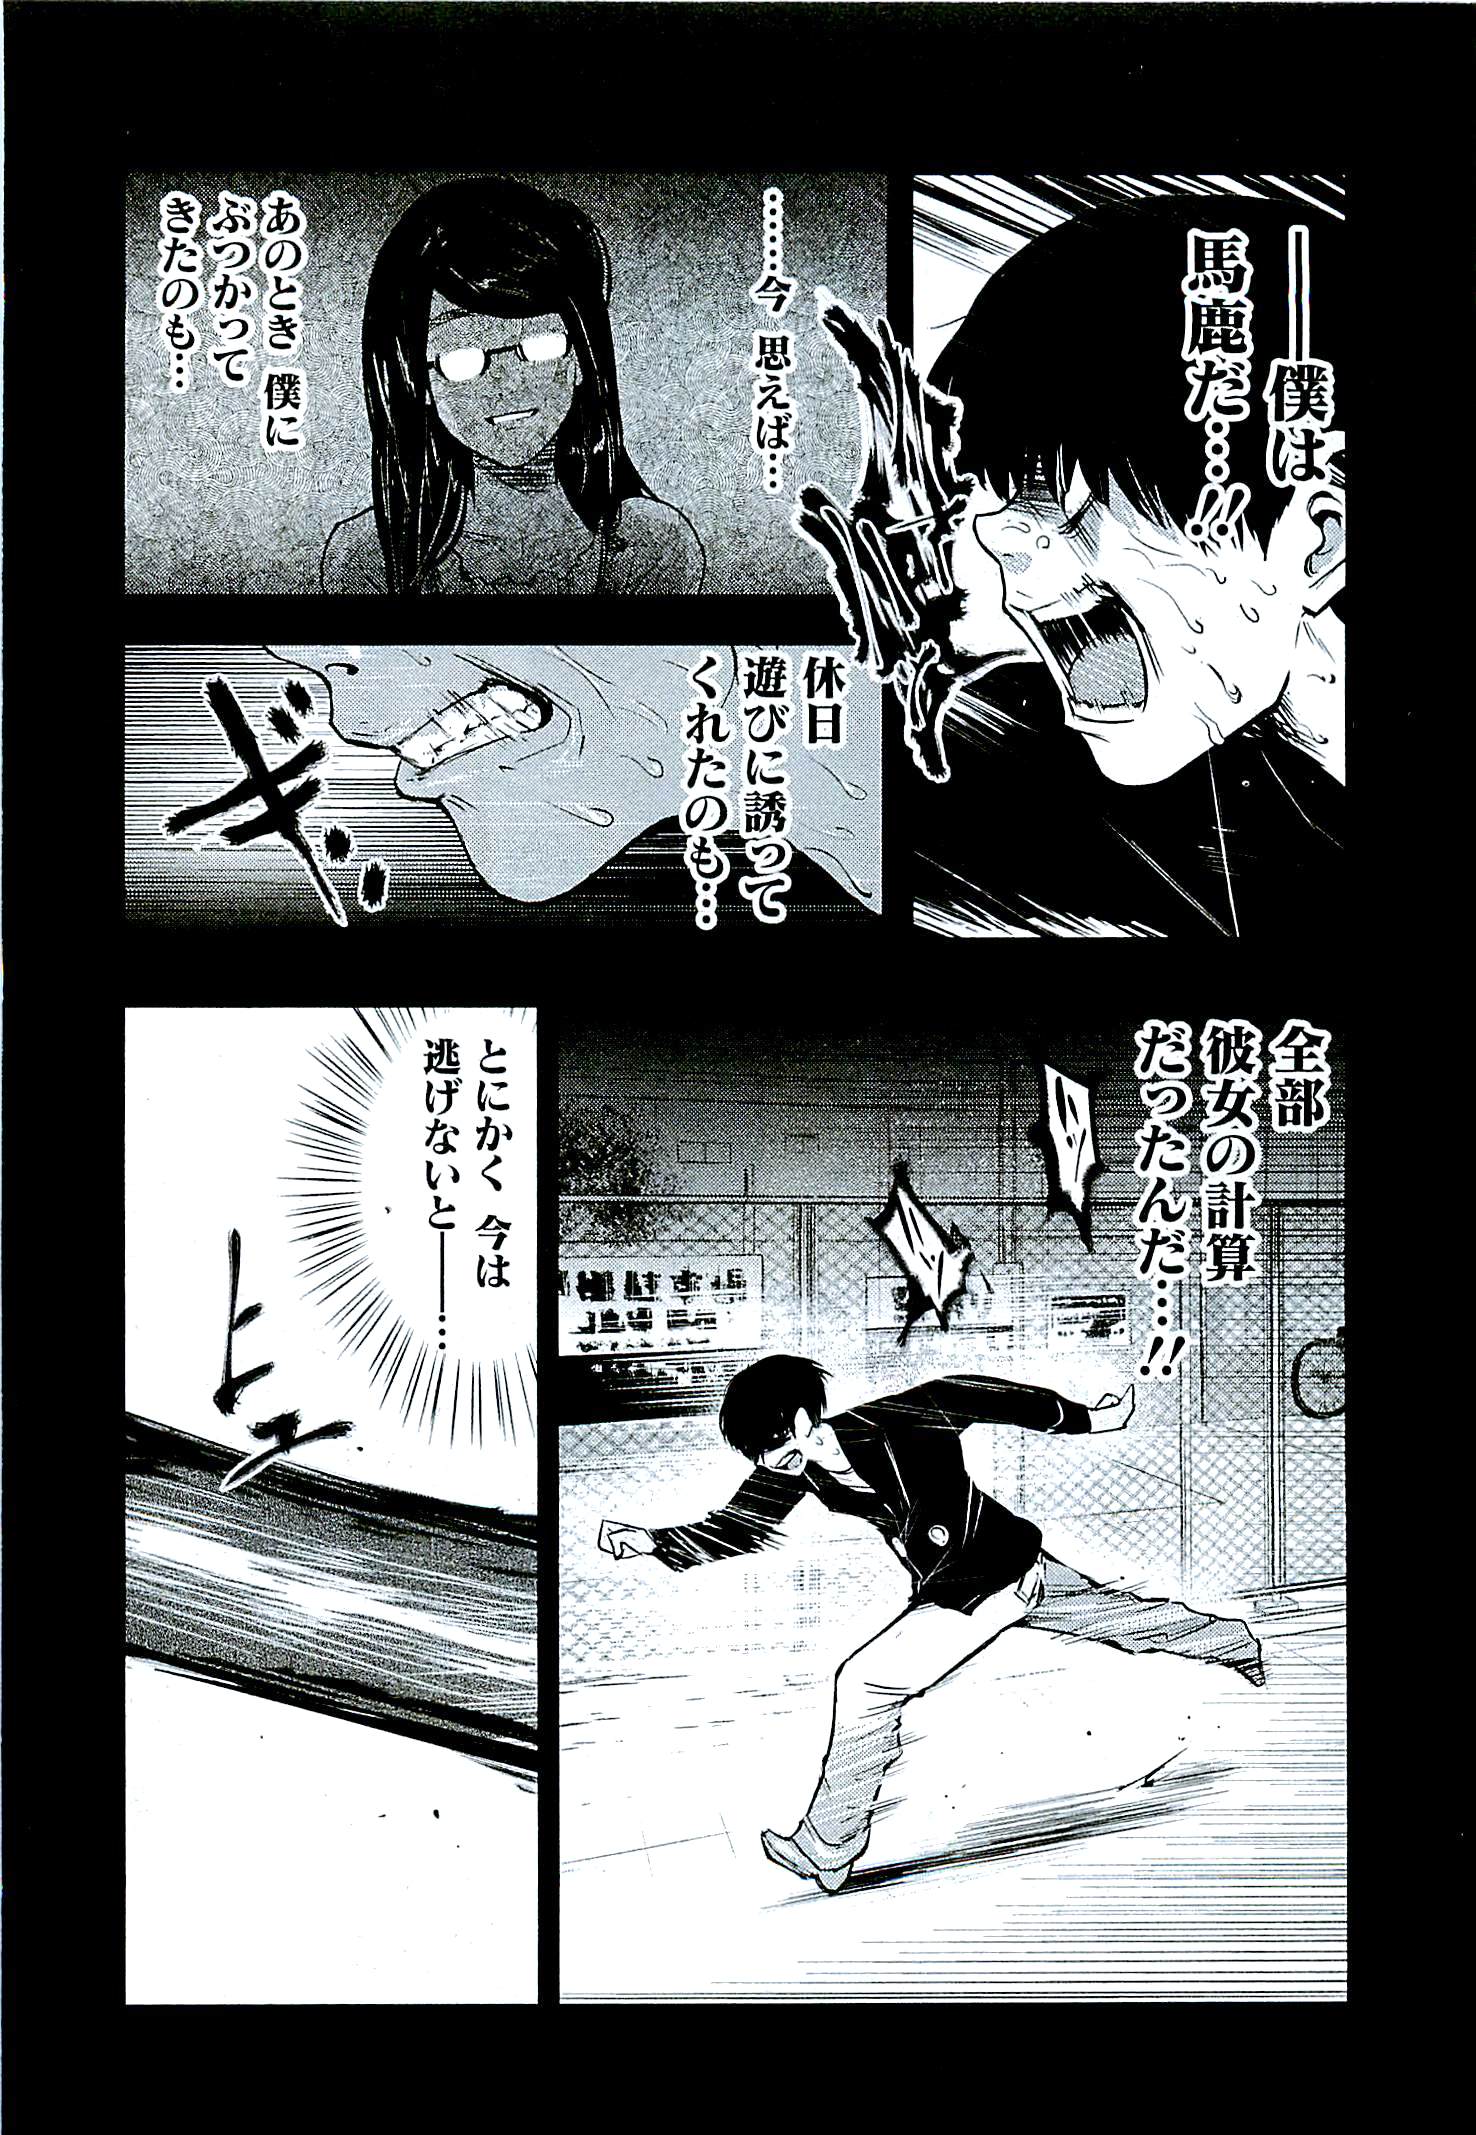 ――僕は
馬鹿だ…!!
……今 思えば…
あのとき 僕に
ぶつかって
きたのも…
休日
遊びに誘って
くれたのも…
ギ
全部
彼女の計算
だったんだ…!!
とにかく 今は
逃げないと――…
ヒュ